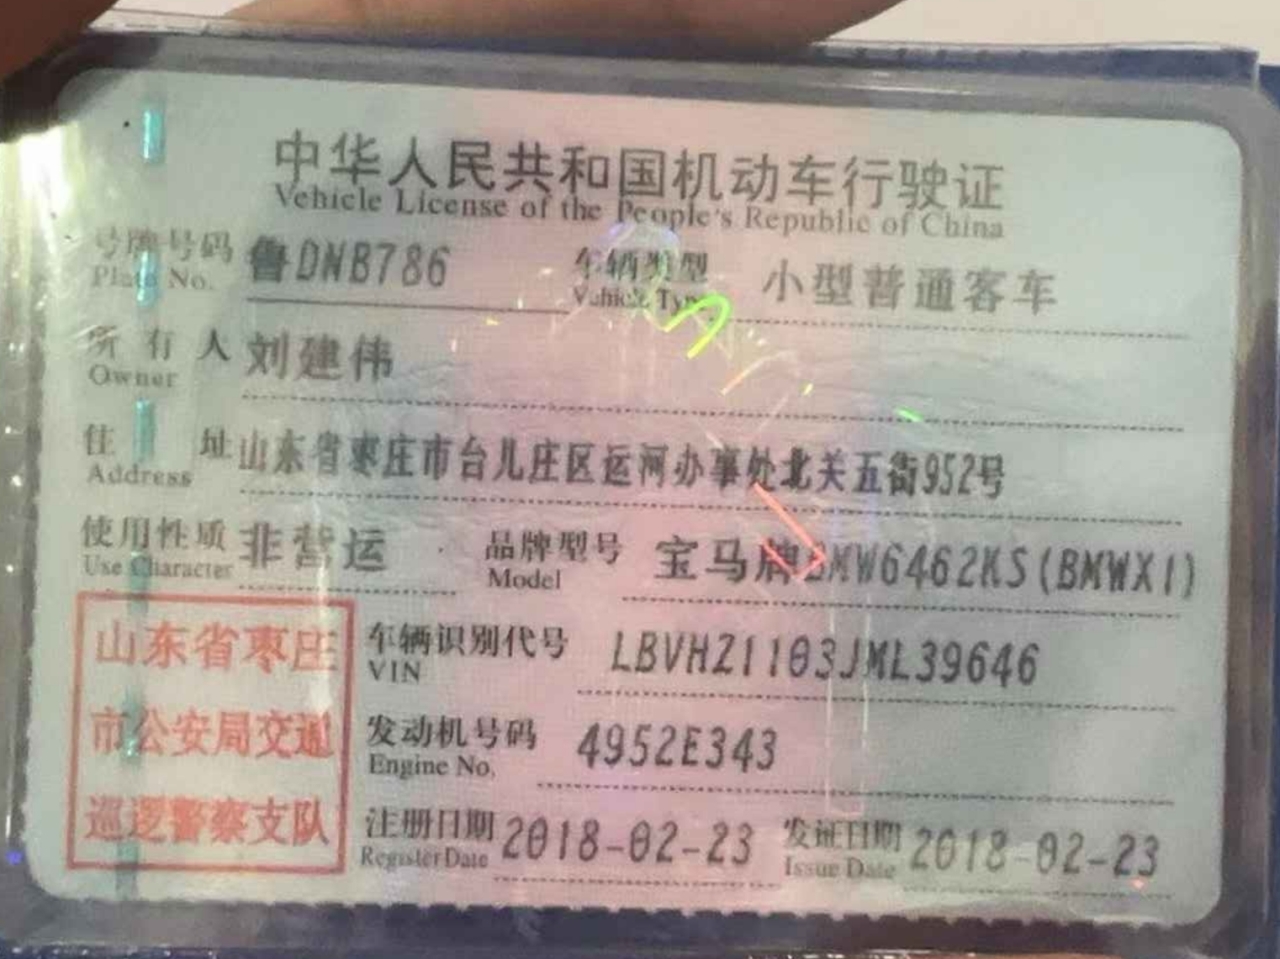 中华人民共和国机动车行驶证
Vehicle License of the People's Republic of China
号牌号码 鲁DNB786 车辆类型 小型普通客车
Plate No. Vehicle Type
所有人 刘建伟
Owner
住址 山东省枣庄市台儿庄区运河办事处北关五街952号
Address
使用性质 非营运 品牌型号 宝马牌BMW6462KS(BMWX1)
Use Character Model
山东省枣庄
市公安局交通
巡逻警察支队
车辆识别代号 LBVHZ1103JML39646
VIN
发动机号码 4952E343
Engine No.
注册日期 2018-02-23 发证日期 2018-02-23
Register Date Issue Date